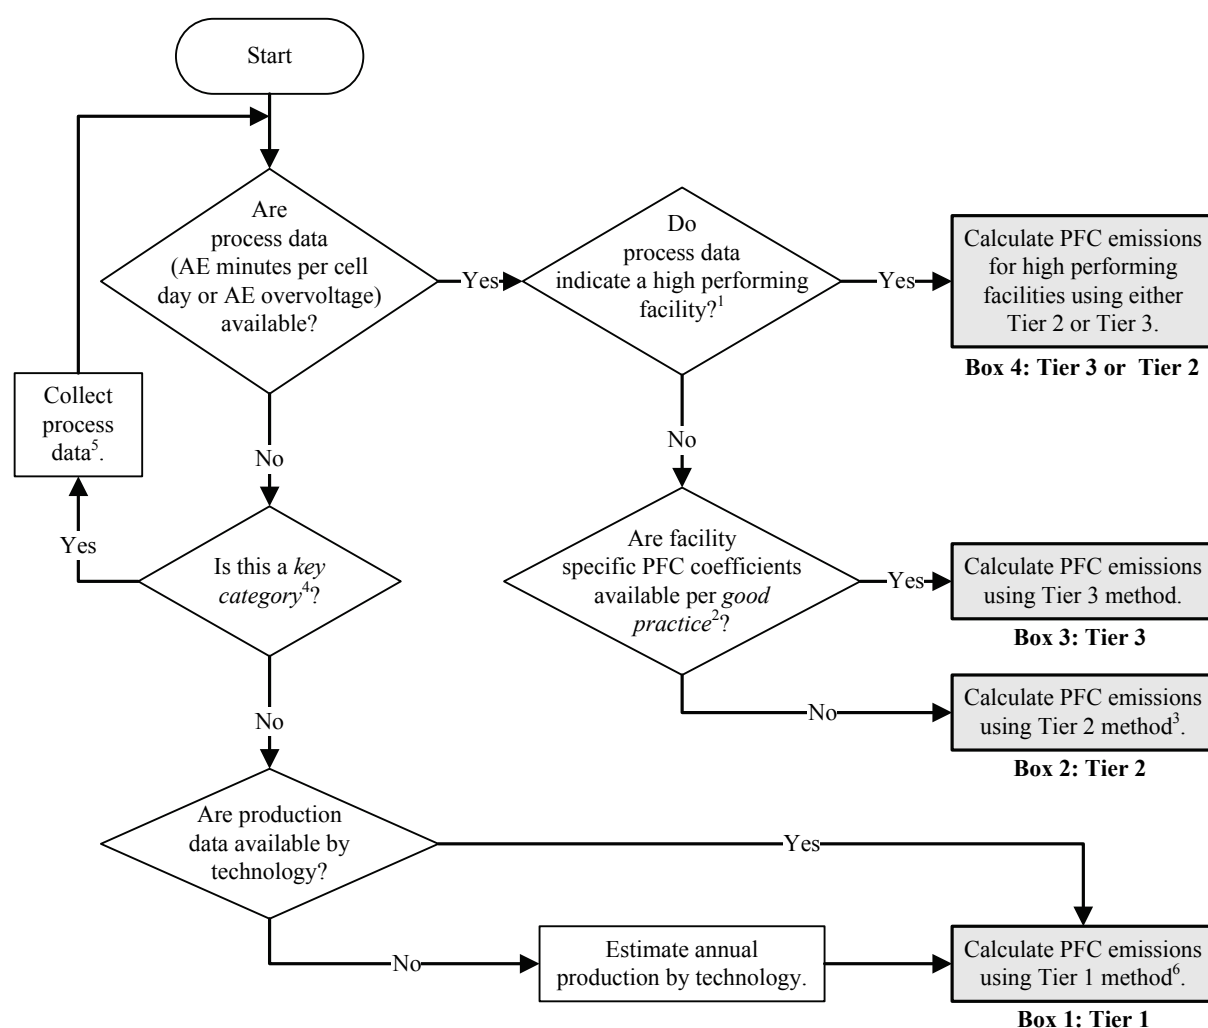 Start
Are
process data
(AE minutes per cell
day or AE overvoltage)
available?
Yes
Do
process data
indicate a high performing
facility?1
Yes
Calculate PFC emissions
for high performing
facilities using either
Tier 2 or Tier 3.
Box 4: Tier 3 or Tier 2
Collect
process
data5.
No
No
Yes
Is this a key
category4?
Are facility
specific PFC coefficients
available per good
practice2?
Yes
Calculate PFC emissions
using Tier 3 method.
Box 3: Tier 3
No
Calculate PFC emissions
using Tier 2 method3.
Box 2: Tier 2
No
Are production
data available by
technology?
Yes
No
Estimate annual
production by technology.
Calculate PFC emissions
using Tier 1 method6.
Box 1: Tier 1